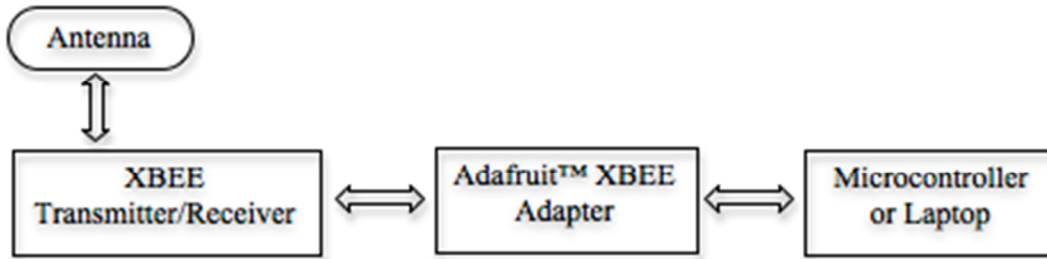 Antenna
XBEE
Transmitter/Receiver
Adafruit™ XBEE
Adapter
Microcontroller
or Laptop